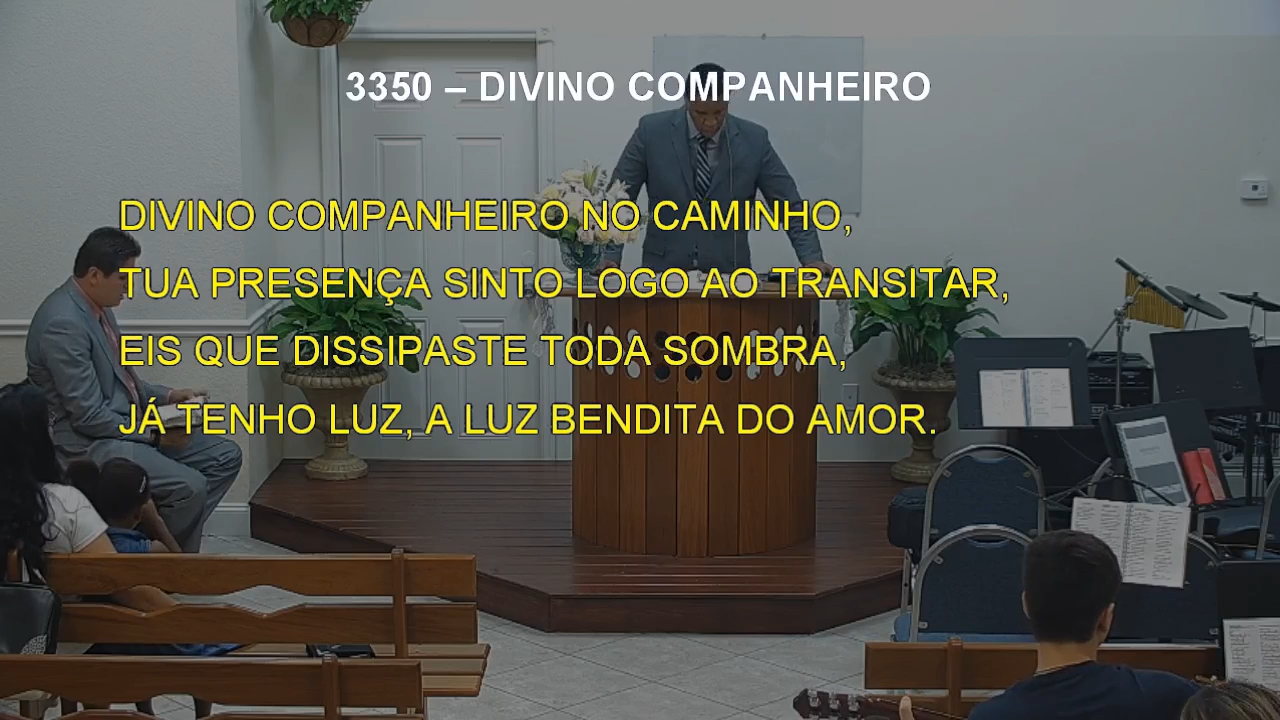 3350 – DIVINO COMPANHEIRO
DIVINO COMPANHEIRO NO CAMINHO,
TUA PRESENÇA SINTO LOGO AO TRANSITAR,
EIS QUE DISSIPASTE TODA SOMBRA,
JÁ TENHO LUZ, A LUZ BENDITA DO AMOR.